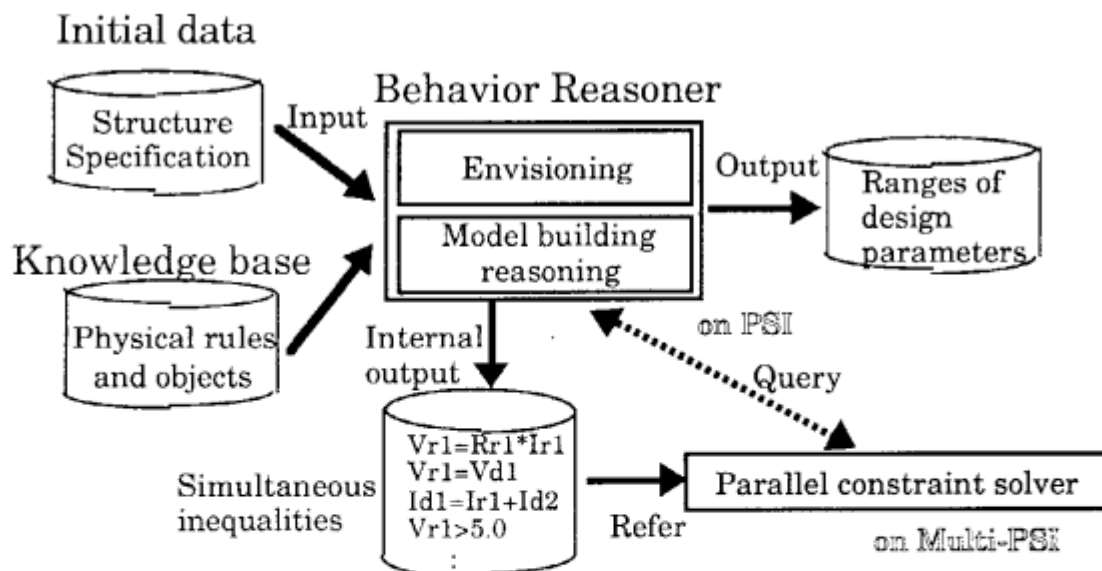 Initial data
Structure
Specification
Input
Behavior Reasoner
Envisioning
Model building
reasoning
Output
Ranges of
design
parameters
Knowledge base
Physical rules
and objects
Internal
output
on PSI
Query
Simultaneous
inequalities
Vr1=Rr1*Ir1
Vr1=Vd1
Id1=Ir1+Id2
Vr1>5.0
:
Refer
Parallel constraint solver
on Multi-PSI